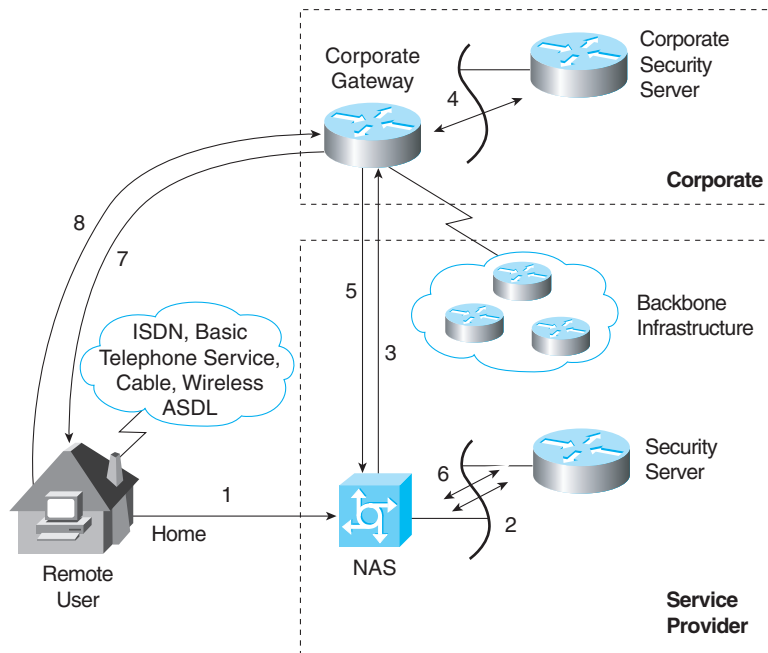 Corporate
Gateway
Corporate
Security
Server
4
Corporate
8
7
5
3
Backbone
Infrastructure
ISDN, Basic
Telephone Service,
Cable, Wireless
ASDL
Security
Server
6
1
2
Home
NAS
Remote
User
Service
Provider